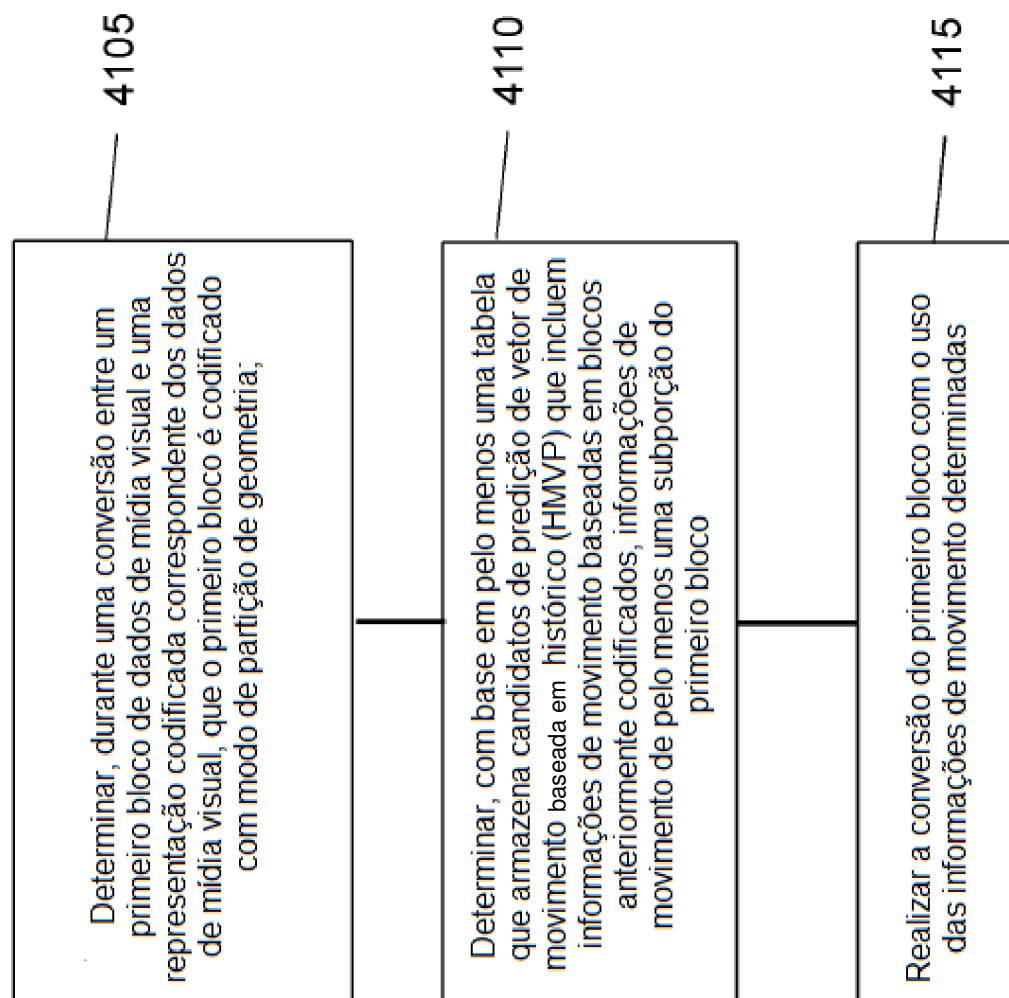 4105
Determinar, durante uma conversão entre um
primeiro bloco de dados de mídia visual e uma
representação codificada correspondente dos dados
de mídia visual, que o primeiro bloco é codificado
com modo de partição de geometria;
4110
Determinar, com base em pelo menos uma tabela
que armazena candidatos de predição de vetor de
movimento baseada em histórico (HMVP) que incluem
informações de movimento baseadas em blocos
anteriormente codificados, informações de
movimento de pelo menos uma subporção do
primeiro bloco
4115
Realizar a conversão do primeiro bloco com o uso
das informações de movimento determinadas